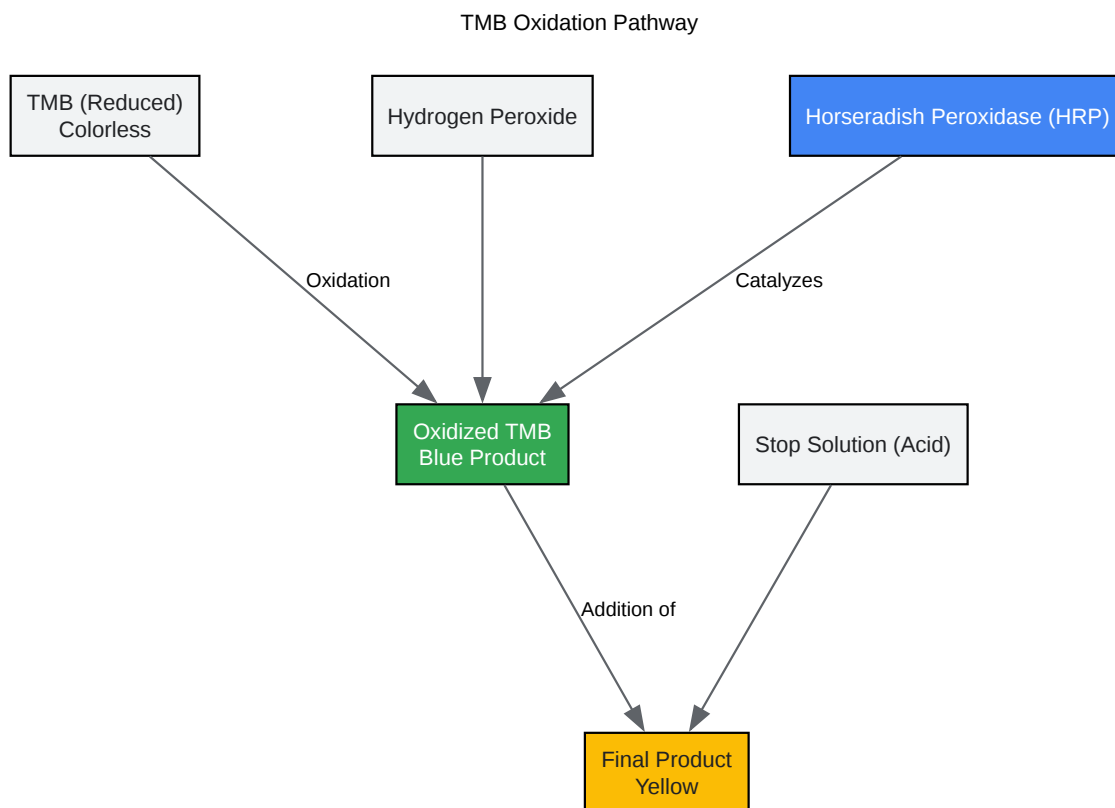 TMB Oxidation Pathway
TMB (Reduced)
Colorless
Hydrogen Peroxide
Horseradish Peroxidase (HRP)
Oxidation
Catalyzes
Oxidized TMB
Blue Product
Stop Solution (Acid)
Addition of
Final Product
Yellow